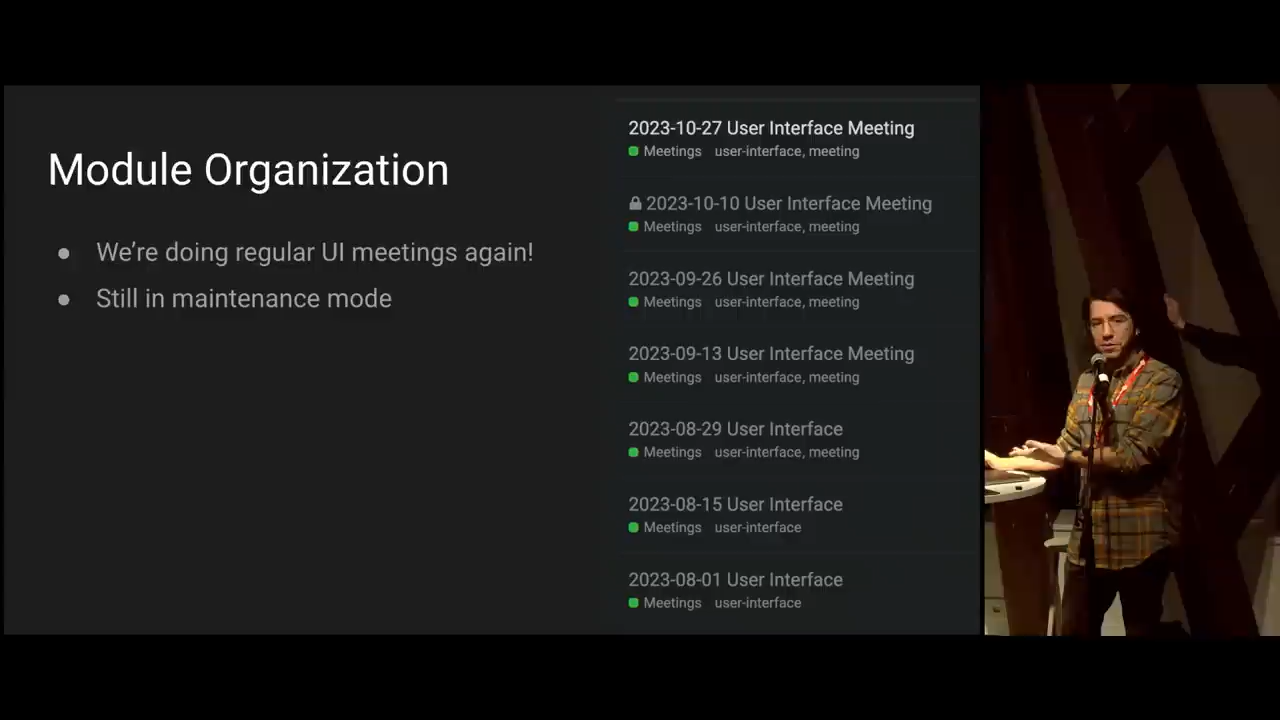 Module Organization
We're doing regular UI meetings again!
Still in maintenance mode
2023-10-27 User Interface Meeting
Meetings user-interface, meeting
2023-10-10 User Interface Meeting
Meetings user-interface, meeting
2023-09-26 User Interface Meeting
Meetings user-interface, meeting
2023-09-13 User Interface Meeting
Meetings user-interface, meeting
2023-08-29 User Interface
Meetings user-interface, meeting
2023-08-15 User Interface
Meetings user-interface
2023-08-01 User Interface
Meetings user-interface